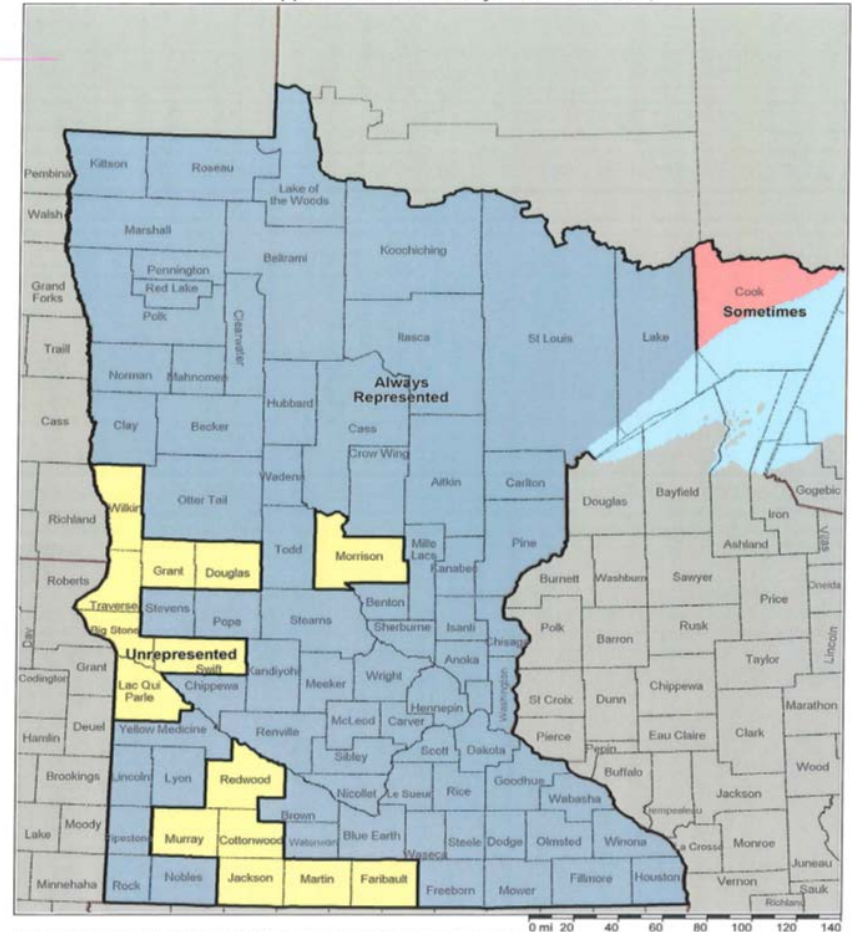 Kittson
Roseau
Pembina
Lake of
the Woods
Walsh
Marshall
Koochiching
Beltrami
Pennington
Red Lake
Grand
Forks
Polk
Clearwater
Cook
Sometimes
Itasca
St Louis
Lake
Traill
Norman
Mahnomen
Always
Represented
Hubbard
Cass
Clay
Becker
Cass
Crow Wing
Wadena
Aitkin
Carlton
Otter Tail
Wilkin
Richland
Douglas
Bayfield
Gogebic
Iron
Vilas
Ashland
Todd
Morrison
Mille
Lacs
Kanabec
Pine
Grant
Douglas
Roberts
Burnett
Washburn
Sawyer
Oneida
Price
Traverse
Stevens
Benton
Big Stone
Pope
Stearns
Sherburne
Isanti
Chisago
Polk
Barron
Rusk
Lincoln
Day
Grant
Unrepresented
Swift
Kandiyohi
Anoka
Taylor
Codington
Lac Qui
Parle
Chippewa
Meeker
Wright
Washington
Hennepin
St Croix
Dunn
Chippewa
Marathon
Deuel
Hamlin
Yellow Medicine
Renville
McLeod
Carver
Scott
Dakota
Pierce
Pepin
Eau Claire
Clark
Sibley
Brookings
Lincoln
Lyon
Redwood
Nicollet
Le Sueur
Rice
Goodhue
Wabasha
Buffalo
Wood
Jackson
Trempealeau
Brown
Lake
Moody
Pipestone
Murray
Cottonwood
Watonwan
Blue Earth
Waseca
Steele
Dodge
Olmsted
Winona
La Crosse
Monroe
Juneau
Minnehaha
Rock
Nobles
Jackson
Martin
Faribault
Freeborn
Mower
Fillmore
Houston
Vernon
Sauk
Richland
0 mi 20 40 60 80 100 120 140